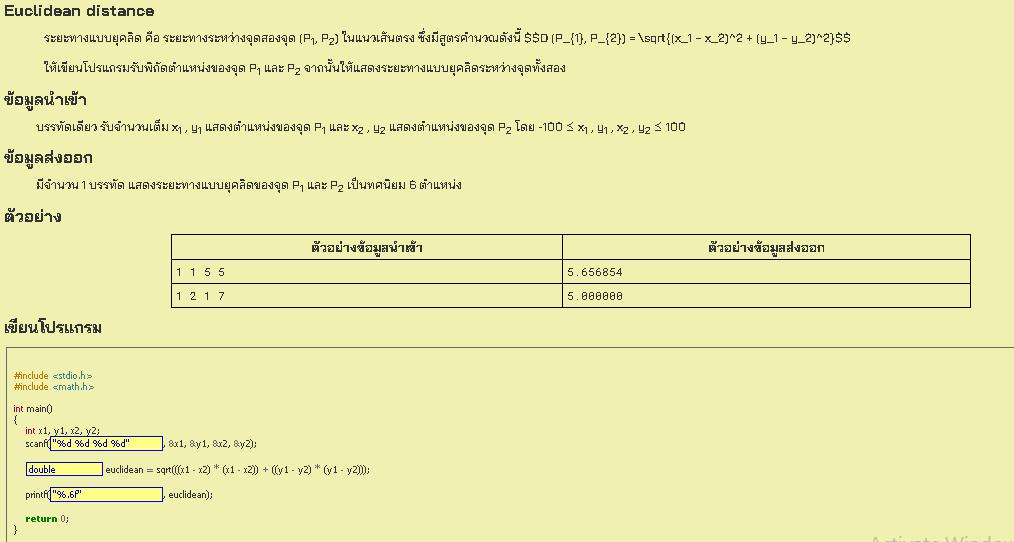 Euclidean distance
ระยะทางแบบยุคลิด คือ ระยะทางระหว่างจุดสองจุด (P1, P2) ในแนวเส้นตรง ซึ่งมีสูตรคำนวณดังนี้ $$D (P_{1}, P_{2}) = \sqrt{(x_1 - x_2)^2 + (y_1 - y_2)^2}$$
ให้เขียนโปรแกรมรับพิกัดตำแหน่งของจุด P1 และ P2 จากนั้นให้แสดงระยะทางแบบยุคลิดระหว่างจุดทั้งสอง
ข้อมูลนำเข้า
บรรทัดเดียว รับจำนวนเต็ม x1 , y1 แสดงตำแหน่งของจุด P1 และ x2 , y2 แสดงตำแหน่งของจุด P2 โดย -100 ≤ x1 , y1 , x2 , y2 ≤ 100
ข้อมูลส่งออก
มีจำนวน 1 บรรทัด แสดงระยะทางแบบยุคลิดของจุด P1 และ P2 เป็นทศนิยม 6 ตำแหน่ง
ตัวอย่าง
ตัวอย่างข้อมูลนำเข้า ตัวอย่างข้อมูลส่งออก
1 1 5 5 5.656854
1 2 1 7 5.000000
เขียนโปรแกรม
#include <stdio.h>
#include <math.h>
int main()
{
int x1, y1, x2, y2;
scanf("%d %d %d %d", &x1, &y1, &x2, &y2);
double euclidean = sqrt(((x1 - x2) * (x1 - x2)) + ((y1 - y2) * (y1 - y2)));
printf("%.6f", euclidean);
return 0;
}
Activate Window